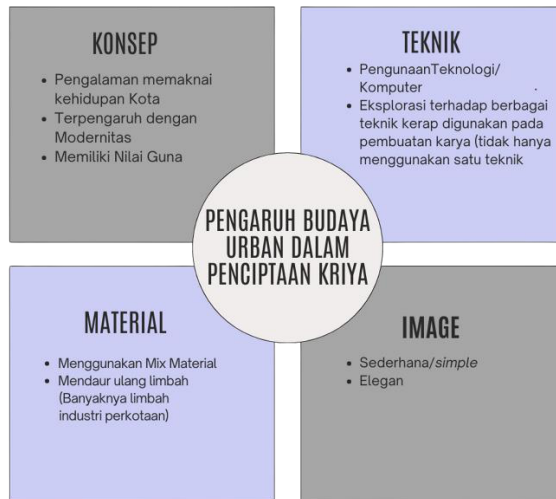 KONSEP
• Pengalaman memaknai
kehidupan Kota
• Terpengaruh dengan
Modernitas
• Memiliki Nilai Guna
TEKNIK
• PengunaanTeknologi/
Komputer
• Eksplorasi terhadap berbagai
teknik kerap digunakan pada
pembuatan karya (tidak hanya
menggunakan satu teknik
PENGARUH BUDAYA
URBAN DALAM
PENCIPTAAN KRIYA
MATERIAL
• Menggunakan Mix Material
• Mendaur ulang limbah
(Banyaknya limbah
industri perkotaan)
IMAGE
• Sederhana/simple
• Elegan